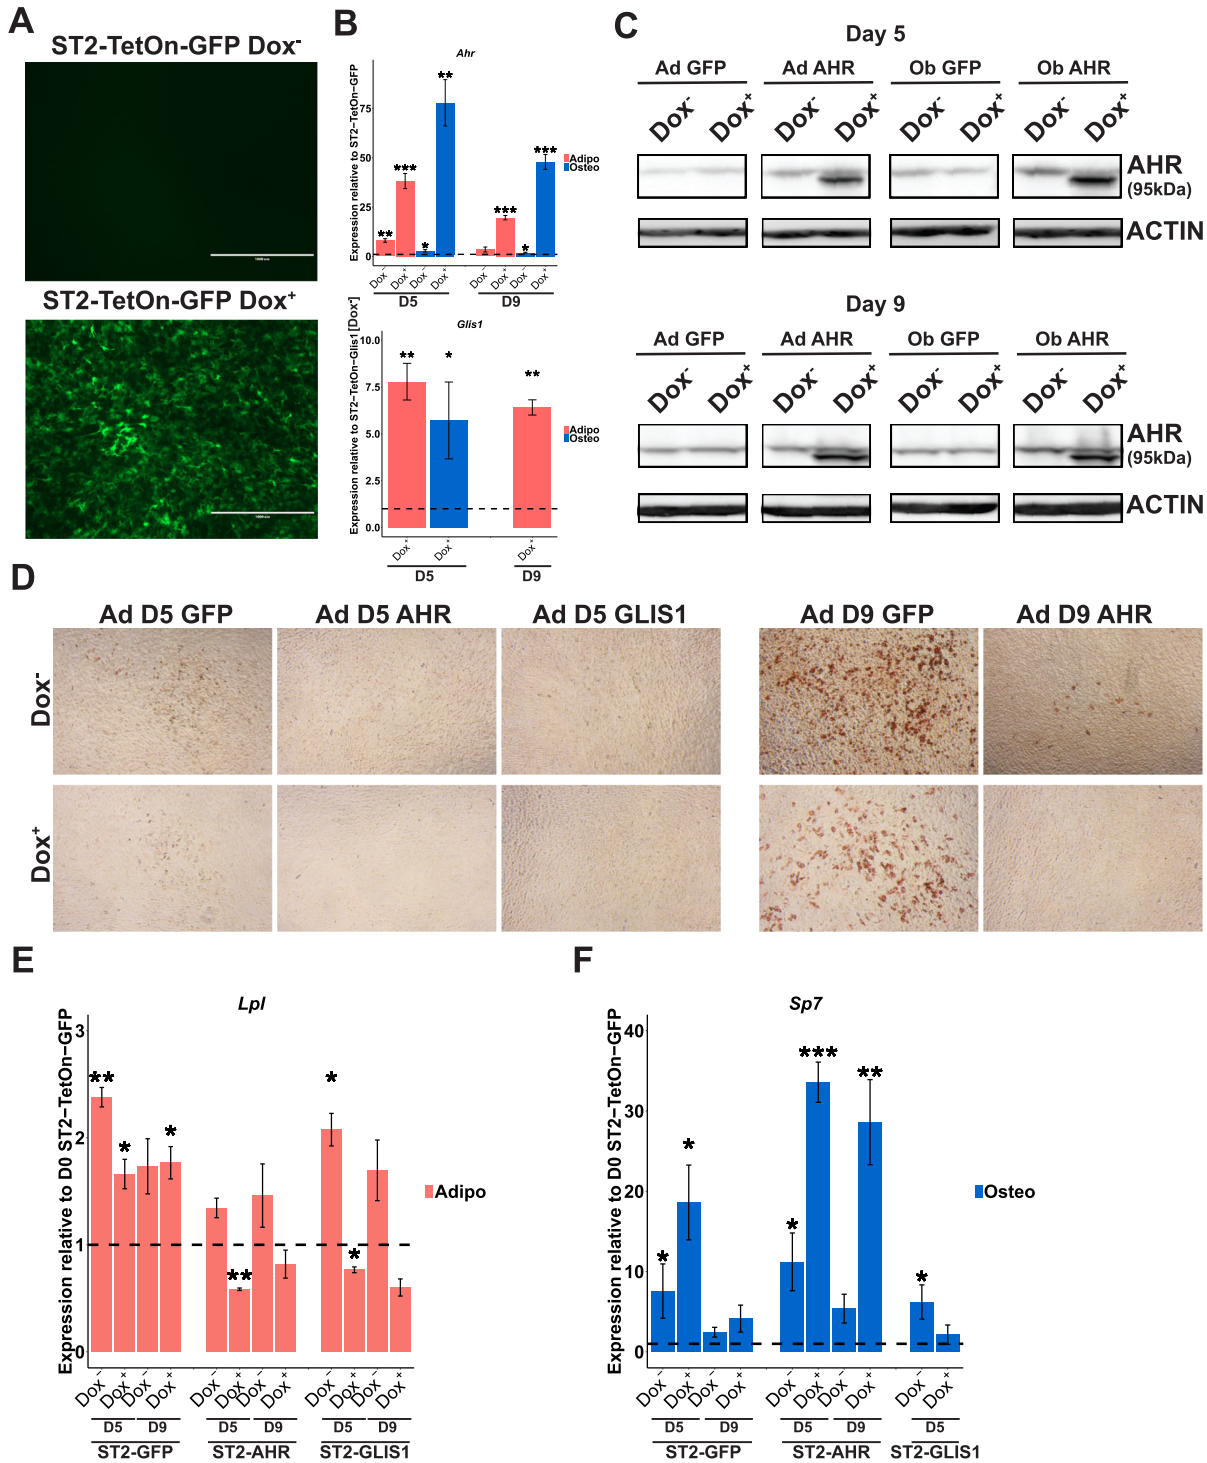 A
ST2-TetOn-GFP Dox-
ST2-TetOn-GFP Dox+
B
Ahr
Expression relative to ST2−TetOn−GFP
75
50
25
0
** *** * ** *** * ***
Adipo
Osteo
Dox- Dox+ Dox- Dox+ Dox- Dox+ Dox- Dox+
D5 D9
Glis1
Expression relative to ST2−TetOn−Glis1[Dox-]
10.0
7.5
5.0
2.5
0.0
** * **
Adipo
Osteo
Dox+ Dox+ Dox+
D5 D9
C
Day 5
Ad GFP Ad AHR Ob GFP Ob AHR
Dox- Dox+ Dox- Dox+ Dox- Dox+ Dox- Dox+
AHR
(95kDa)
ACTIN
Day 9
Ad GFP Ad AHR Ob GFP Ob AHR
Dox- Dox+ Dox- Dox+ Dox- Dox+ Dox- Dox+
AHR
(95kDa)
ACTIN
D
Ad D5 GFP Ad D5 AHR Ad D5 GLIS1 Ad D9 GFP Ad D9 AHR
Dox-
Dox+
E
Lpl
Expression relative to D0 ST2−TetOn−GFP
3
2
1
0
** * * ** * *
Adipo
Dox- Dox+ Dox- Dox+ Dox- Dox+ Dox- Dox+ Dox- Dox+ Dox- Dox+
D5 D9 D5 D9 D5 D9
ST2-GFP ST2-AHR ST2-GLIS1
F
Sp7
Expression relative to D0 ST2−TetOn−GFP
40
30
20
10
0
* * * *** ** *
Osteo
Dox- Dox+ Dox- Dox+ Dox- Dox+ Dox- Dox+ Dox- Dox+
D5 D9 D5 D9 D5
ST2-GFP ST2-AHR ST2-GLIS1